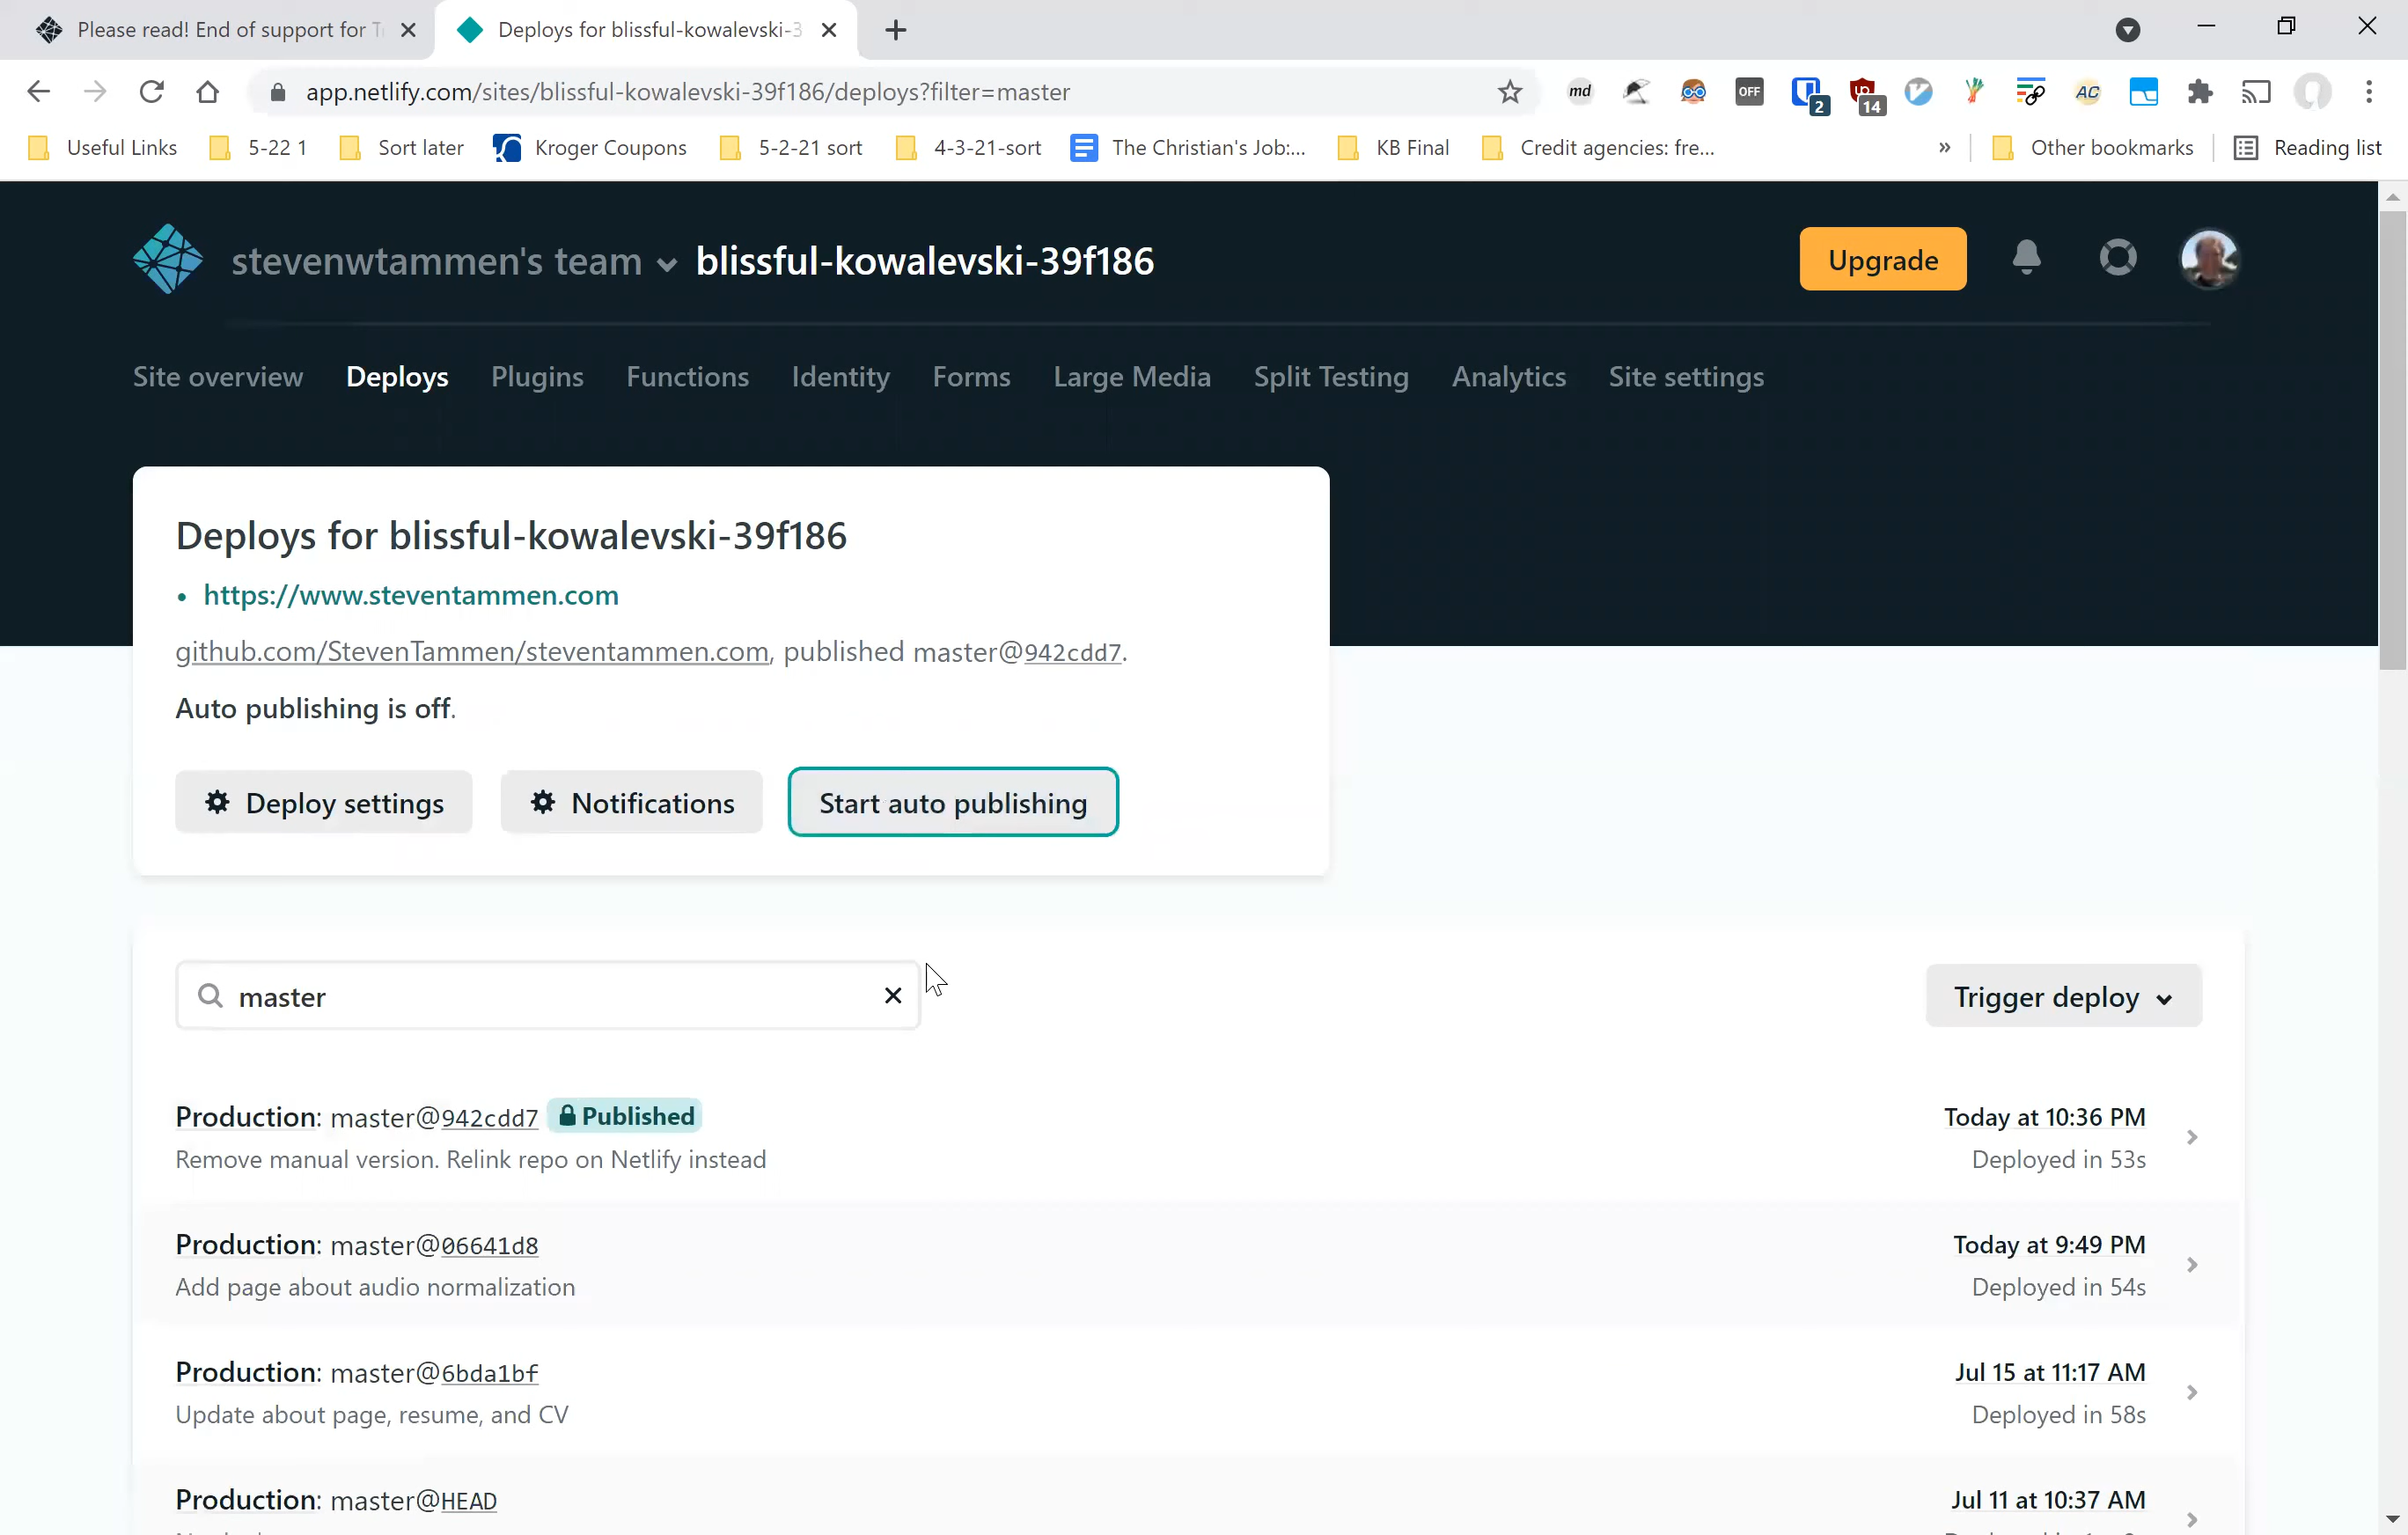 Please read! End of support for
Deploys for blissful-kowalevski-3
app.netlify.com/sites/blissful-kowalevski-39f186/deploys?filter=master
md
OFF
2
14
AC
Useful Links
5-22 1
Sort later
Kroger Coupons
5-2-21 sort
4-3-21-sort
The Christian's Job:...
KB Final
Credit agencies: fre...
»
Other bookmarks
Reading list
stevenwtammen's team
blissful-kowalevski-39f186
Upgrade
Site overview
Deploys
Plugins
Functions
Identity
Forms
Large Media
Split Testing
Analytics
Site settings
Deploys for blissful-kowalevski-39f186
• https://www.steventammen.com
github.com/StevenTammen/steventammen.com, published master@942cdd7.
Auto publishing is off.
Deploy settings
Notifications
Start auto publishing
master
Trigger deploy
Production: master@942cdd7 Published
Today at 10:36 PM
Remove manual version. Relink repo on Netlify instead
Deployed in 53s
Production: master@06641d8
Today at 9:49 PM
Add page about audio normalization
Deployed in 54s
Production: master@6bda1bf
Jul 15 at 11:17 AM
Update about page, resume, and CV
Deployed in 58s
Production: master@HEAD
Jul 11 at 10:37 AM